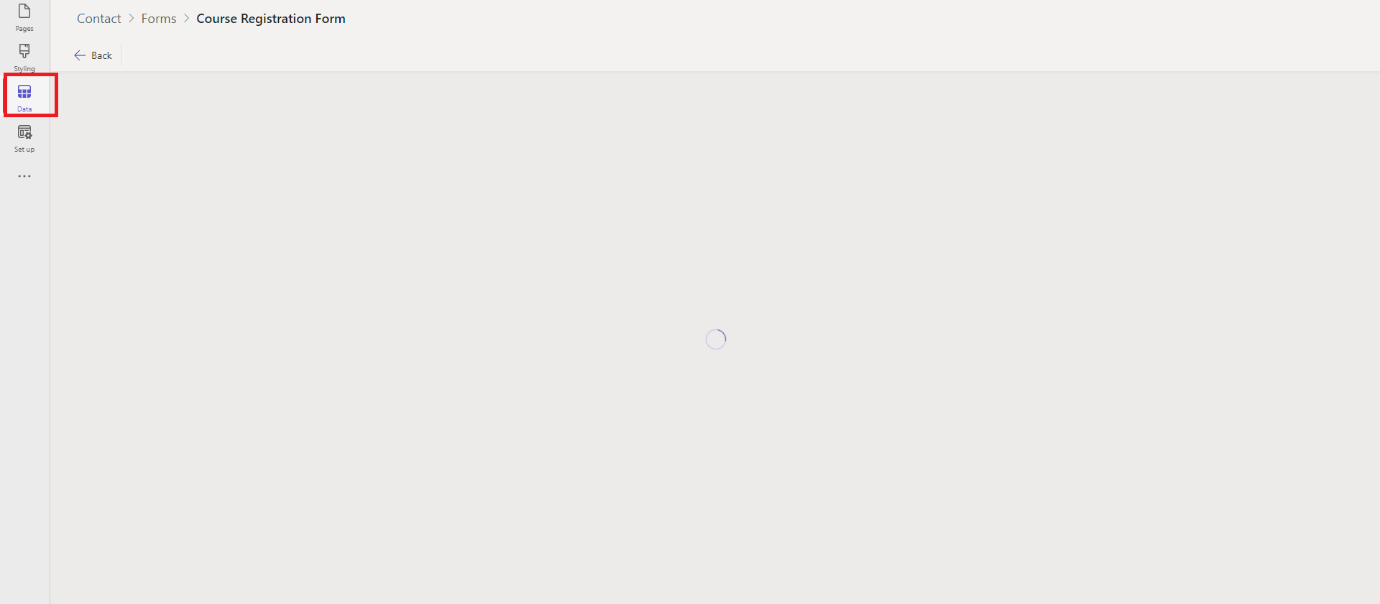 Pages
Styling
Data
Set up
Contact > Forms > Course Registration Form
Back